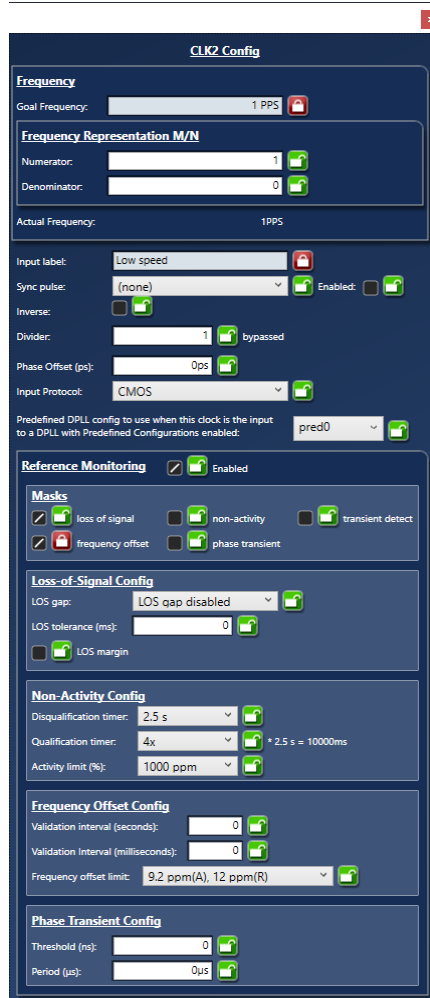 CLK2 Config
Frequency
Goal Frequency: 1 PPS
Frequency Representation M/N
Numerator: 1
Denominator: 0
Actual Frequency: 1PPS
Input label: Low speed
Sync pulse: (none) Enabled:
Inverse:
Divider: 1 bypassed
Phase Offset (ps): 0ps
Input Protocol: CMOS
Predefined DPLL config to use when this clock is the input
to a DPLL with Predefined Configurations enabled: pred0
Reference Monitoring Enabled
Masks
loss of signal non-activity transient detect
frequency offset phase transient
Loss-of-Signal Config
LOS gap: LOS gap disabled
LOS tolerance (ms): 0
LOS margin
Non-Activity Config
Disqualification timer: 2.5 s
Qualification timer: 4x * 2.5 s = 10000ms
Activity limit (%): 1000 ppm
Frequency Offset Config
Validation interval (seconds): 0
Validation Interval (milliseconds): 0
Frequency offset limit: 9.2 ppm(A), 12 ppm(R)
Phase Transient Config
Threshold (ns): 0
Period (µs): 0µs